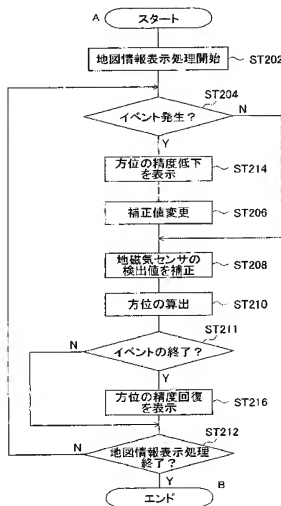 A スタート
地図情報表示処理開始 ST202
ST204
イベント発生? N
Y
方位の精度低下
を表示 ST214
補正値変更 ST206
地磁気センサの
検出値を補正 ST208
方位の算出 ST210
ST211
N イベントの終了?
Y
方位の精度回復
を表示 ST216
ST212
N 地図情報表示処理
終了?
Y
エンド B